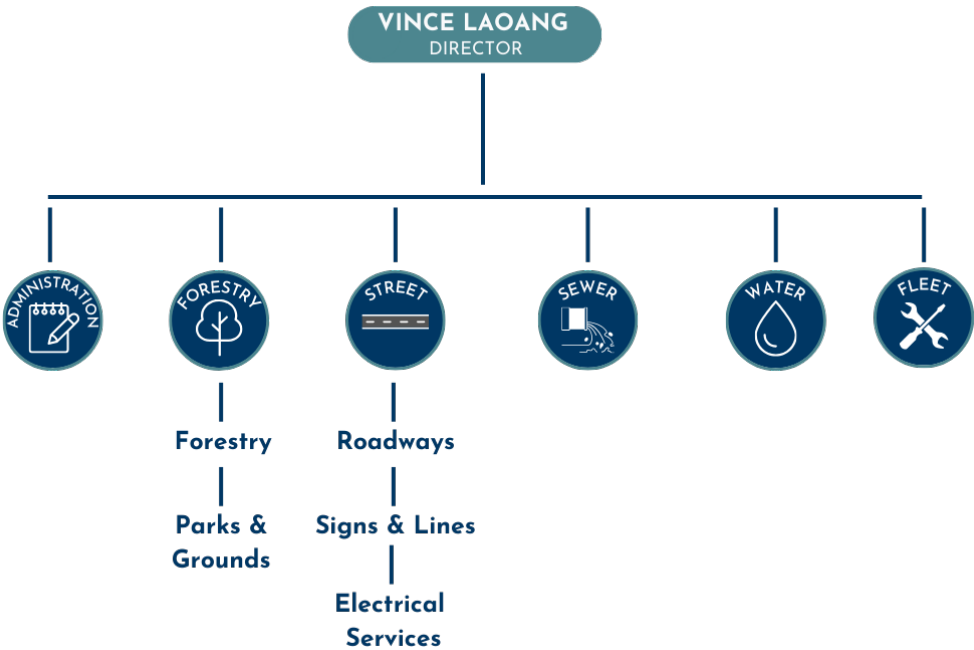 VINCE LAOANG
DIRECTOR
ADMINISTRATION
FORESTRY
STREET
SEWER
WATER
FLEET
Forestry
Roadways
Parks &
Grounds
Signs & Lines
Electrical
Services